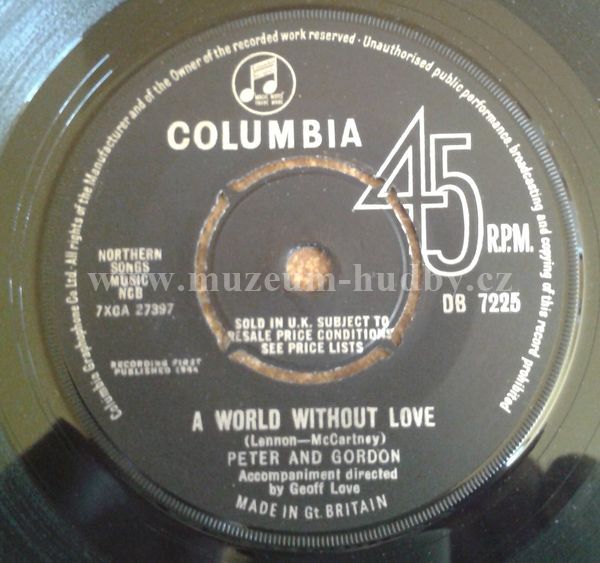 Columbia Graphophone Co Ltd. All rights of the Manufacturer and of the Owner of the recorded work reserved · Unauthorised public performance, broadcasting and copying of this record prohibited
COLUMBIA
45
R.P.M.
NORTHERN
SONGS
MUSIC
NCB
7XCA 27397
www.muzeum-hudby.cz
DB 7225
SOLD IN U.K. SUBJECT TO
RESALE PRICE CONDITIONS
SEE PRICE LISTS
RECORDING FIRST
PUBLISHED 1964
A WORLD WITHOUT LOVE
(Lennon—McCartney)
PETER AND GORDON
Accompaniment directed
by Geoff Love
MADE IN Gt. BRITAIN